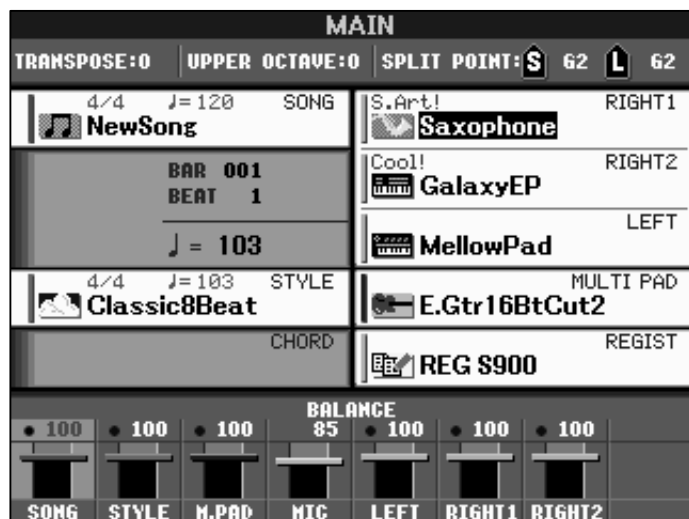 MAIN
TRANSPOSE:0 UPPER OCTAVE:0 SPLIT POINT: S G2 L G2
4/4 ♩=120 SONG
NewSong
BAR 001
BEAT 1
♩ = 103
4/4 ♩=103 STYLE
Classic8Beat
CHORD
S.Art! RIGHT1
Saxophone
Cool! RIGHT2
GalaxyEP
LEFT
MellowPad
MULTI PAD
E.Gtr16BtCut2
REGIST
REG S900
BALANCE
100 100 100 85 100 100 100
SONG STYLE M.PAD MIC LEFT RIGHT1 RIGHT2